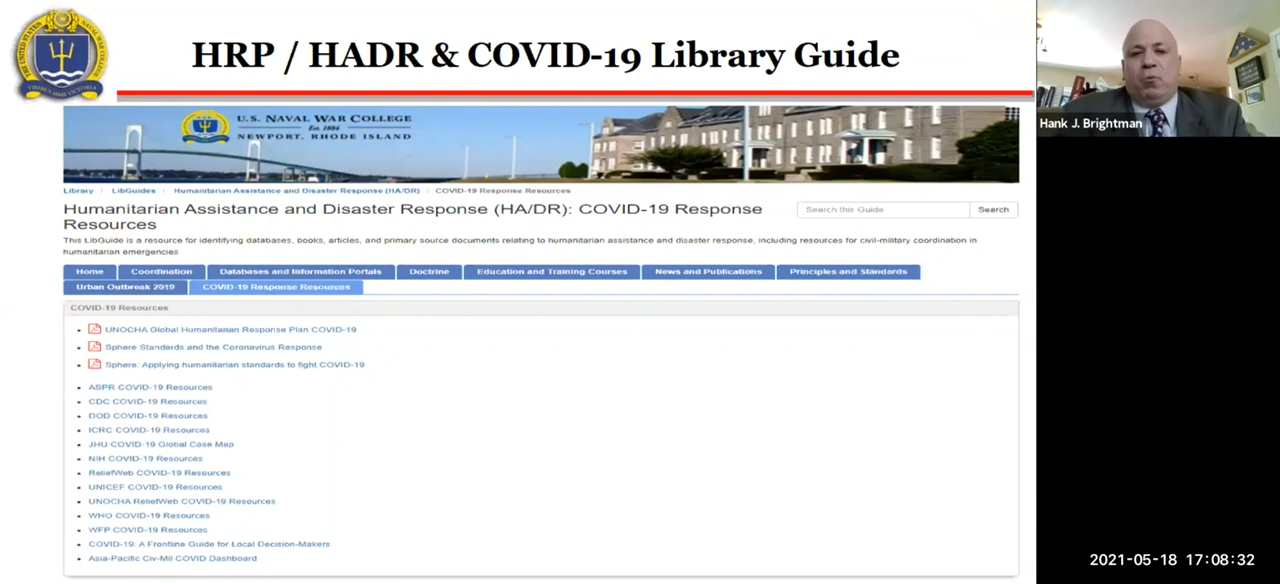 HRP / HADR & COVID-19 Library Guide
U.S. NAVAL WAR COLLEGE
Est. 1884
NEWPORT, RHODE ISLAND
Library / LibGuides / Humanitarian Assistance and Disaster Response (HA/DR) / COVID-19 Response Resources
Humanitarian Assistance and Disaster Response (HA/DR): COVID-19 Response
Resources
Search this Guide Search
This LibGuide is a resource for identifying databases, books, articles, and primary source documents relating to humanitarian assistance and disaster response, including resources for civil-military coordination in
humanitarian emergencies
Home Coordination Databases and Information Portals Doctrine Education and Training Courses News and Publications Principles and Standards
Urban Outbreak 2019 COVID-19 Response Resources
COVID-19 Resources
UNOCHA Global Humanitarian Response Plan COVID-19
Sphere Standards and the Coronavirus Response
Sphere: Applying humanitarian standards to fight COVID-19
ASPR COVID-19 Resources
CDC COVID-19 Resources
DOD COVID-19 Resources
ICRC COVID-19 Resources
JHU COVID-19 Global Case Map
NIH COVID-19 Resources
ReliefWeb COVID-19 Resources
UNICEF COVID-19 Resources
UNOCHA ReliefWeb COVID-19 Resources
WHO COVID-19 Resources
WFP COVID-19 Resources
COVID-19: A Frontline Guide for Local Decision-Makers
Asia-Pacific Civ-Mil COVID Dashboard
Hank J. Brightman
2021-05-18 17:08:32